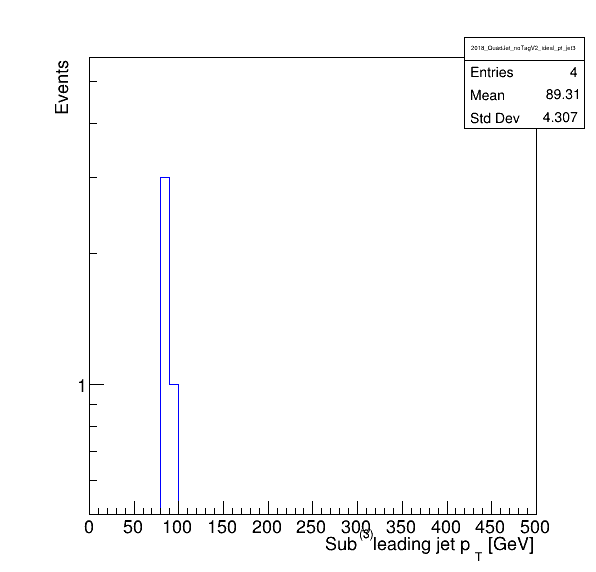 2018_QuadJet_noTagV2_ideal_pt_jet3
Entries 4
Mean 89.31
Std Dev 4.307
Events
1
0 50 100 150 200 250 300 350 400 450 500
Sub(3)leading jet pT [GeV]